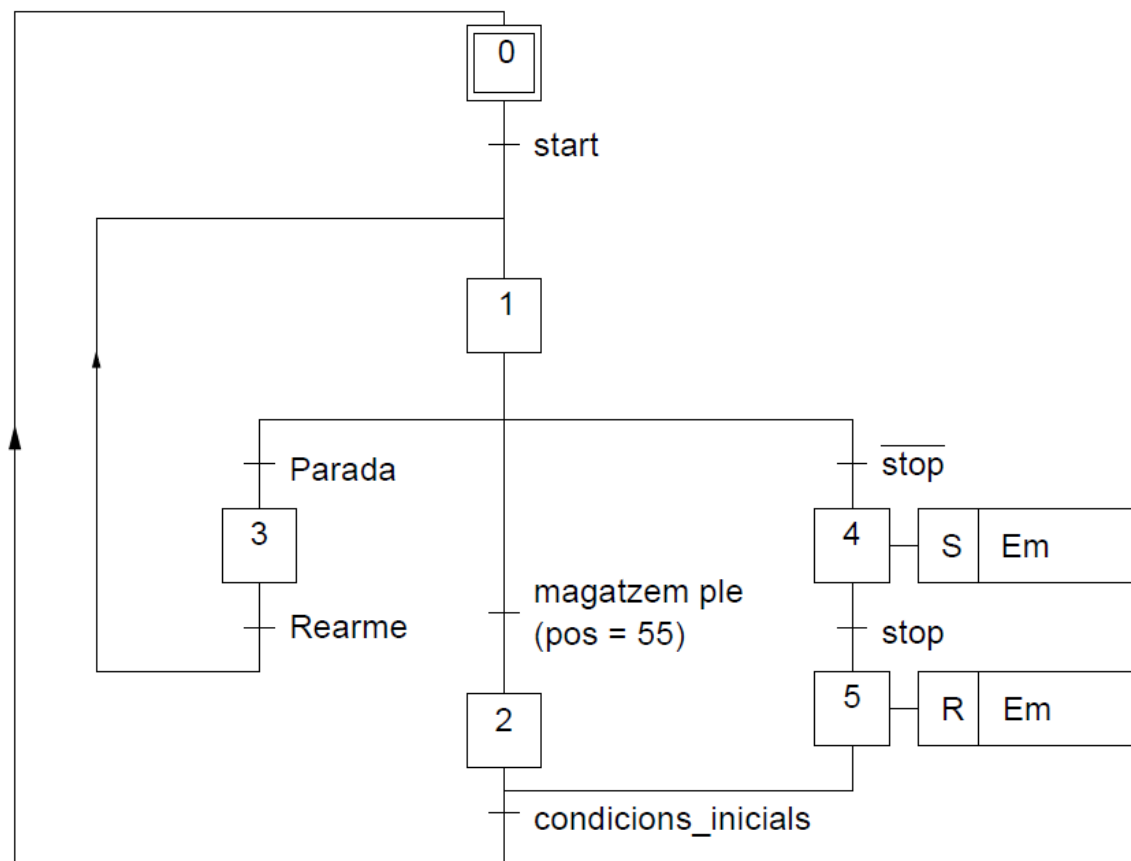 0
start
1
Parada
stop
3
4
S
Em
magatzem ple
(pos = 55)
Rearme
stop
5
R
Em
2
condicions_inicials